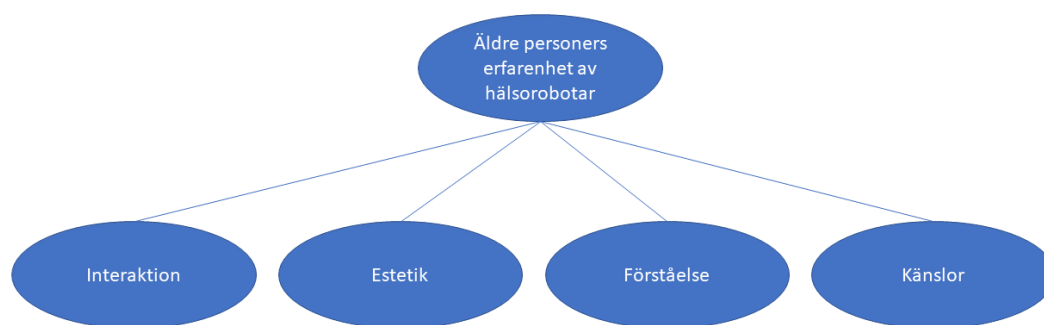 Äldre personers
erfarenhet av
hälsorobotar
Interaktion
Estetik
Förståelse
Känslor